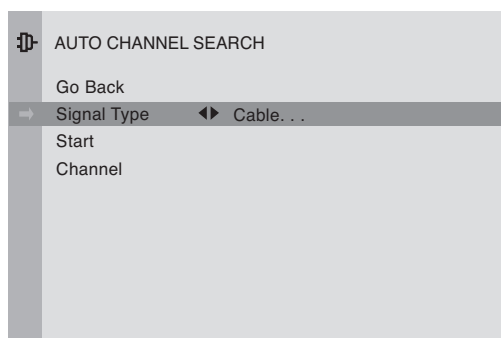 AUTO CHANNEL SEARCH
Go Back
Signal Type Cable. . .
Start
Channel